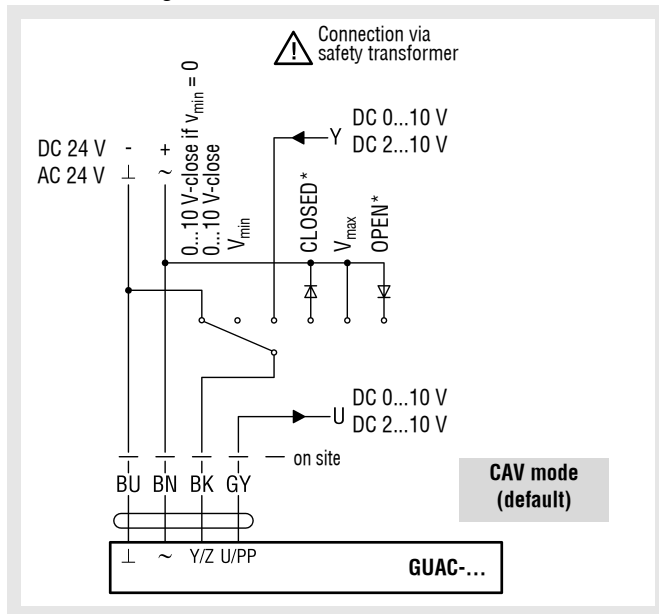 Connection via
safety transformer
DC 24 V - +
AC 24 V ⊥ ~
0...10 V-close if vmin = 0
0...10 V-close
Vmin
Y
DC 0...10 V
DC 2...10 V
CLOSED*
Vmax
OPEN*
U
DC 0...10 V
DC 2...10 V
on site
BU BN BK GY
CAV mode
(default)
⊥ ~ Y/Z U/PP
GUAC-...